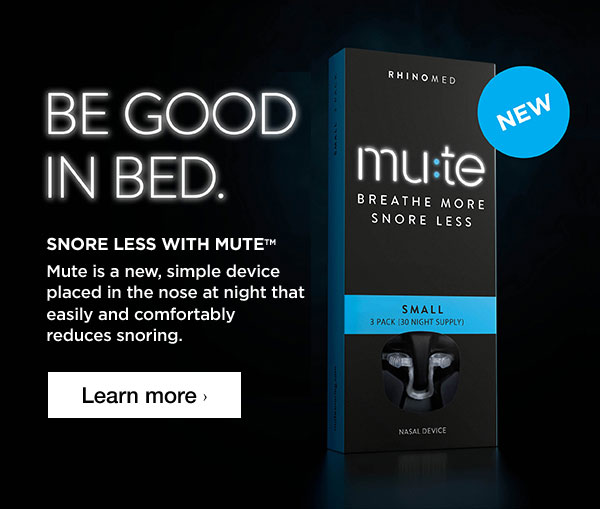 BE GOOD
IN BED.
SNORE LESS WITH MUTE™
Mute is a new, simple device
placed in the nose at night that
easily and comfortably
reduces snoring.
Learn more ›
RHINOMED
NEW
mu:te
BREATHE MORE
SNORE LESS
SMALL
3 PACK (30 NIGHT SUPPLY)
NASAL DEVICE